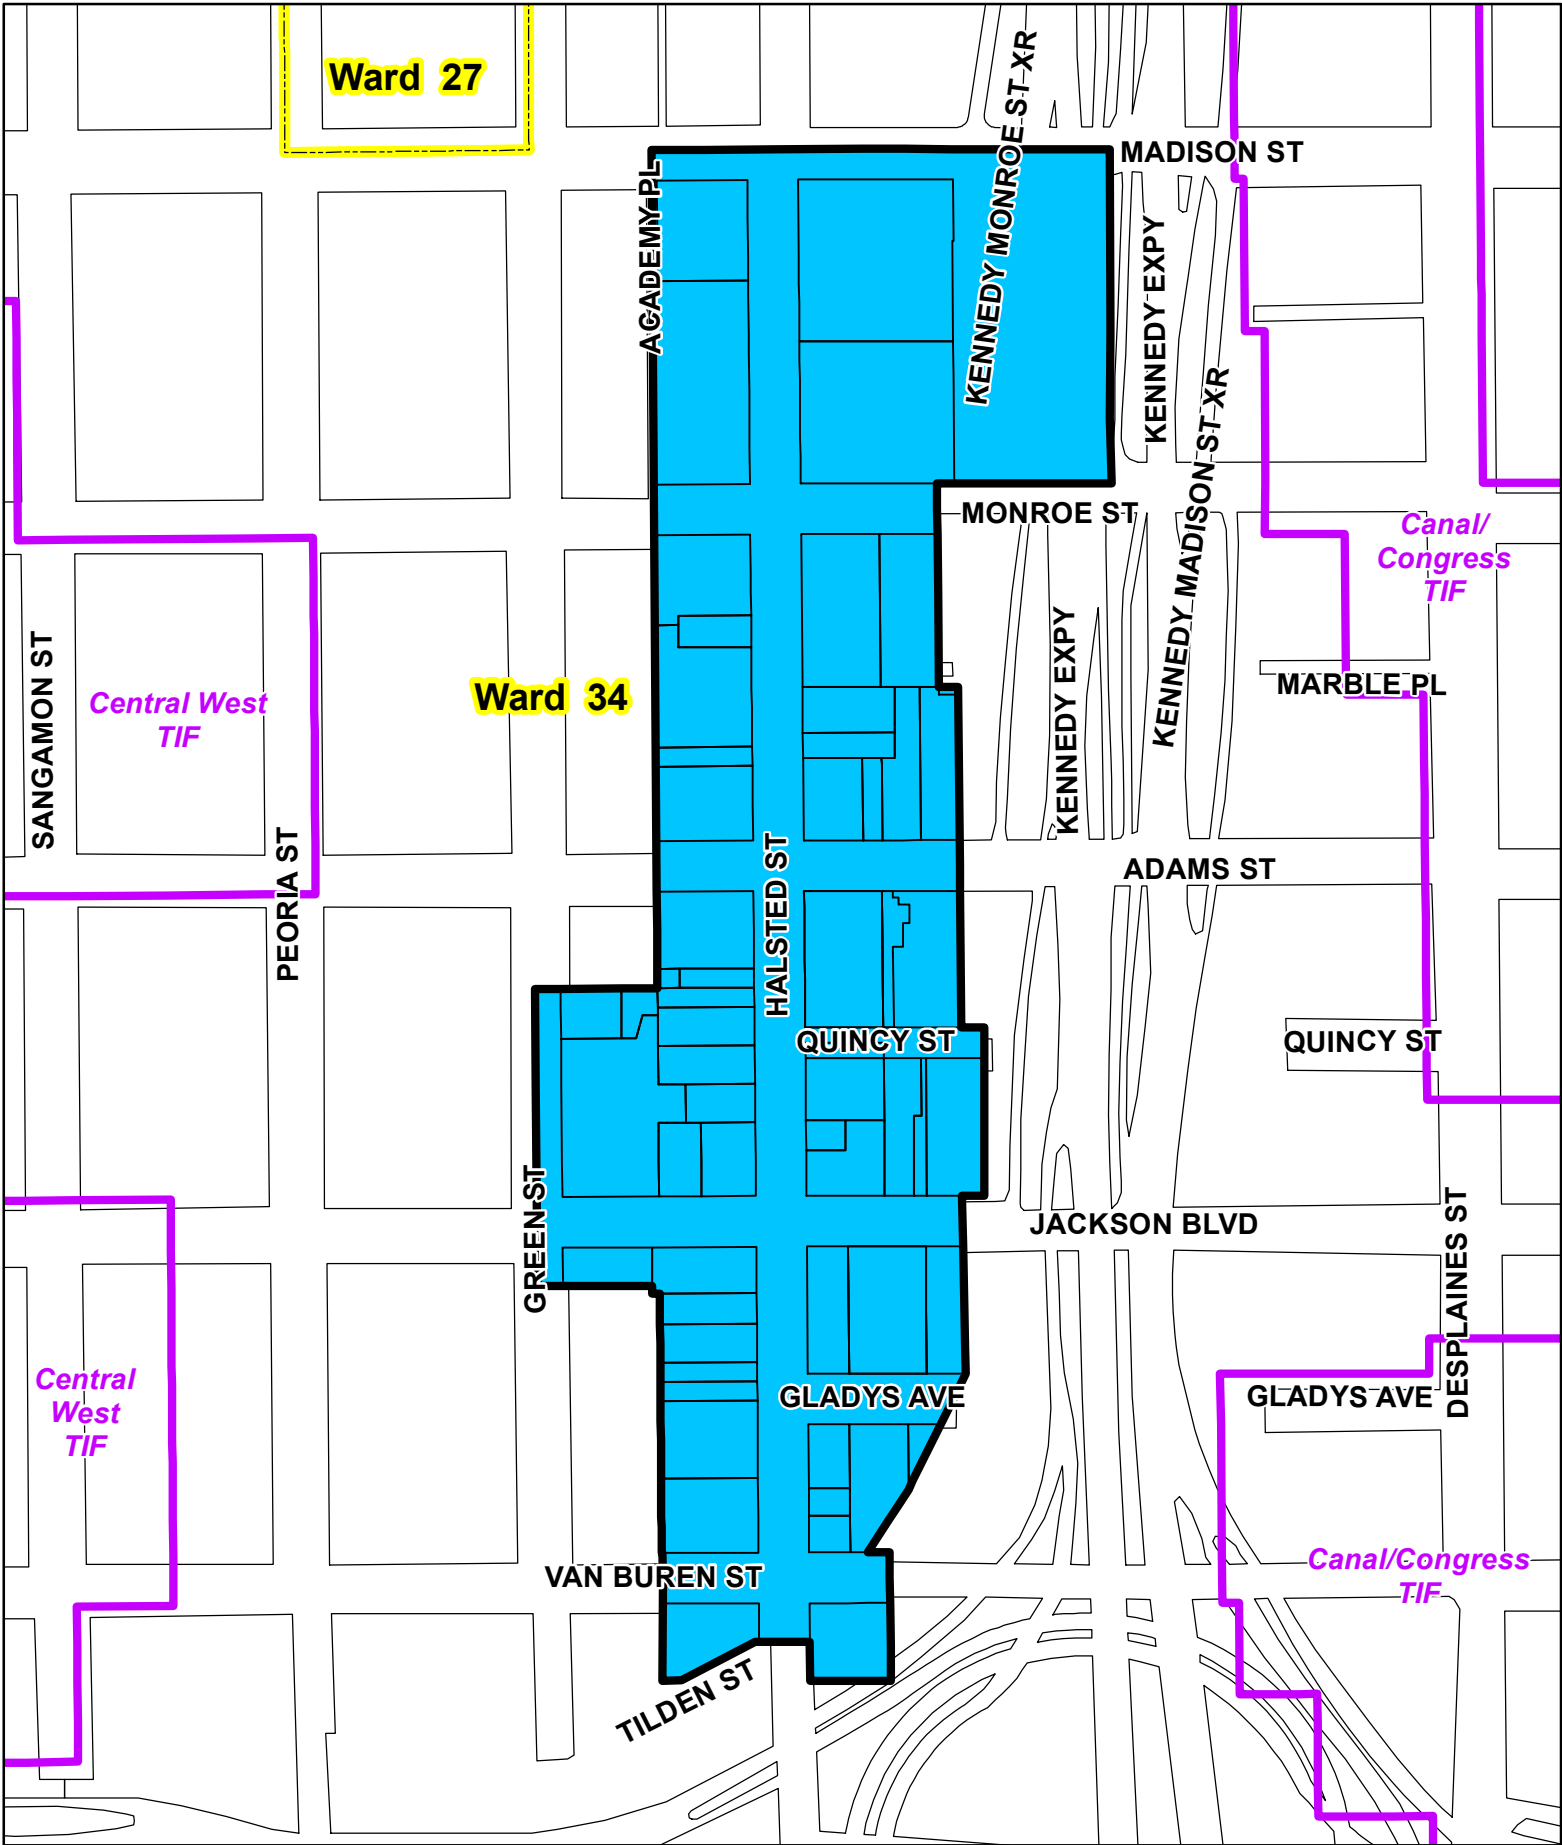 Ward 27
KENNEDY MONROE ST XR
MADISON ST
ACADEMY PL
KENNEDY EXPY
KENNEDY MADISON ST XR
MONROE ST
Canal/
Congress
TIF
SANGAMON ST
Central West
TIF
Ward 34
KENNEDY EXPY
MARBLE PL
PEORIA ST
HALSTED ST
ADAMS ST
QUINCY ST
QUINCY ST
GREEN ST
JACKSON BLVD
DESPLAINES ST
Central
West
TIF
GLADYS AVE
GLADYS AVE
VAN BUREN ST
Canal/Congress
TIF
TILDEN ST